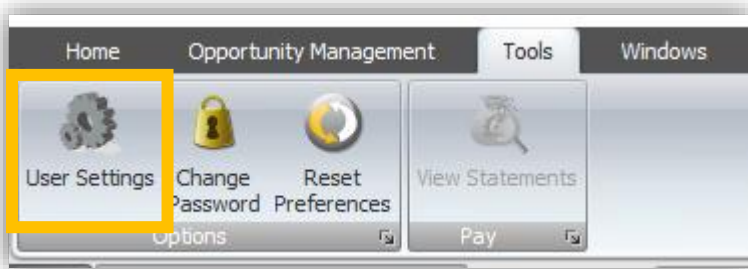 Home Opportunity Management Tools Windows
User Settings Change Reset View Statements
Password Preferences
Options Pay